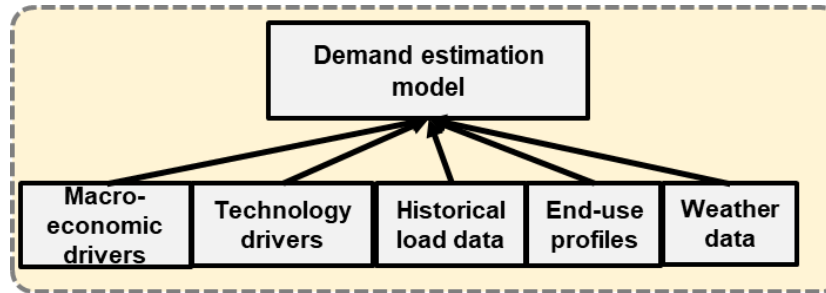 Demand estimation
model
Macro-
economic
drivers
Technology
drivers
Historical
load data
End-use
profiles
Weather
data